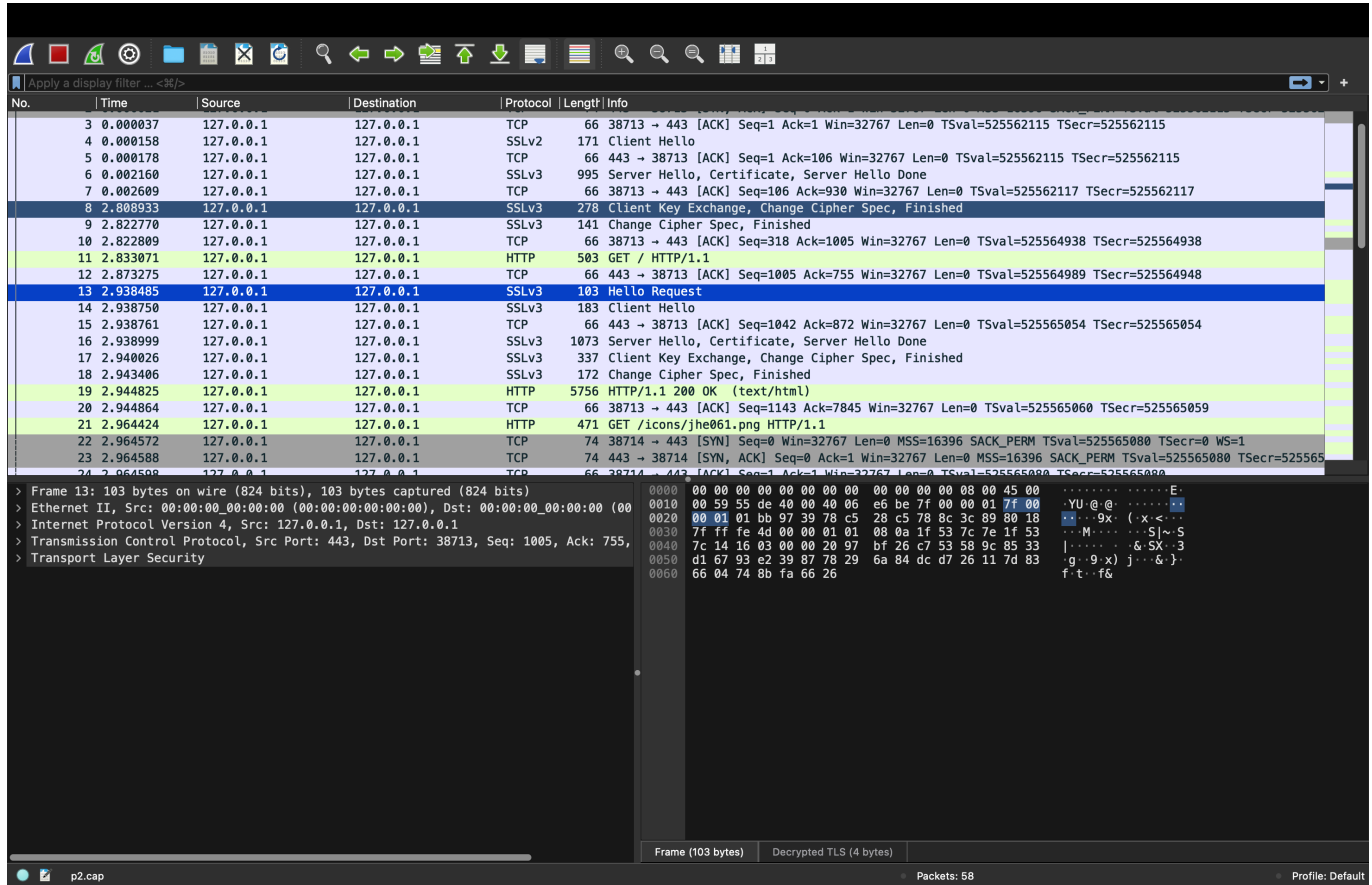 Apply a display filter ... <⌘/>
No. Time Source Destination Protocol Length Info
3 0.000037 127.0.0.1 127.0.0.1 TCP 66 38713 → 443 [ACK] Seq=1 Ack=1 Win=32767 Len=0 TSval=525562115 TSecr=525562115
4 0.000158 127.0.0.1 127.0.0.1 SSLv2 171 Client Hello
5 0.000178 127.0.0.1 127.0.0.1 TCP 66 443 → 38713 [ACK] Seq=1 Ack=106 Win=32767 Len=0 TSval=525562115 TSecr=525562115
6 0.002160 127.0.0.1 127.0.0.1 SSLv3 995 Server Hello, Certificate, Server Hello Done
7 0.002609 127.0.0.1 127.0.0.1 TCP 66 38713 → 443 [ACK] Seq=106 Ack=930 Win=32767 Len=0 TSval=525562117 TSecr=525562117
8 2.808933 127.0.0.1 127.0.0.1 SSLv3 278 Client Key Exchange, Change Cipher Spec, Finished
9 2.822770 127.0.0.1 127.0.0.1 SSLv3 141 Change Cipher Spec, Finished
10 2.822809 127.0.0.1 127.0.0.1 TCP 66 38713 → 443 [ACK] Seq=318 Ack=1005 Win=32767 Len=0 TSval=525564938 TSecr=525564938
11 2.833071 127.0.0.1 127.0.0.1 HTTP 503 GET / HTTP/1.1
12 2.873275 127.0.0.1 127.0.0.1 TCP 66 443 → 38713 [ACK] Seq=1005 Ack=755 Win=32767 Len=0 TSval=525564989 TSecr=525564948
13 2.938485 127.0.0.1 127.0.0.1 SSLv3 103 Hello Request
14 2.938750 127.0.0.1 127.0.0.1 SSLv3 183 Client Hello
15 2.938761 127.0.0.1 127.0.0.1 TCP 66 443 → 38713 [ACK] Seq=1042 Ack=872 Win=32767 Len=0 TSval=525565054 TSecr=525565054
16 2.938999 127.0.0.1 127.0.0.1 SSLv3 1073 Server Hello, Certificate, Server Hello Done
17 2.940026 127.0.0.1 127.0.0.1 SSLv3 337 Client Key Exchange, Change Cipher Spec, Finished
18 2.943406 127.0.0.1 127.0.0.1 SSLv3 172 Change Cipher Spec, Finished
19 2.944825 127.0.0.1 127.0.0.1 HTTP 5756 HTTP/1.1 200 OK (text/html)
20 2.944864 127.0.0.1 127.0.0.1 TCP 66 38713 → 443 [ACK] Seq=1143 Ack=7845 Win=32767 Len=0 TSval=525565060 TSecr=525565059
21 2.964424 127.0.0.1 127.0.0.1 HTTP 471 GET /icons/jhe061.png HTTP/1.1
22 2.964572 127.0.0.1 127.0.0.1 TCP 74 38714 → 443 [SYN] Seq=0 Win=32767 Len=0 MSS=16396 SACK_PERM TSval=525565080 TSecr=0 WS=1
23 2.964588 127.0.0.1 127.0.0.1 TCP 74 443 → 38714 [SYN, ACK] Seq=0 Ack=1 Win=32767 Len=0 MSS=16396 SACK_PERM TSval=525565080 TSecr=525565
24 2.964598 127.0.0.1 127.0.0.1 TCP 66 38714 → 443 [ACK] Seq=1 Ack=1 Win=32767 Len=0 TSval=525565080 TSecr=525565080
> Frame 13: 103 bytes on wire (824 bits), 103 bytes captured (824 bits)
> Ethernet II, Src: 00:00:00_00:00:00 (00:00:00:00:00:00), Dst: 00:00:00_00:00:00 (00
> Internet Protocol Version 4, Src: 127.0.0.1, Dst: 127.0.0.1
> Transmission Control Protocol, Src Port: 443, Dst Port: 38713, Seq: 1005, Ack: 755,
> Transport Layer Security
0000 00 00 00 00 00 00 00 00 00 00 00 00 08 00 45 00 ········ ······E·
0010 00 59 55 de 40 00 40 06 e6 be 7f 00 00 01 7f 00 ·YU·@·@· ········
0020 00 01 01 bb 97 39 78 c5 28 c5 78 8c 3c 89 80 18 ·····9x· (·x·<···
0030 7f ff fe 4d 00 00 01 01 08 0a 1f 53 7c 7e 1f 53 ···M···· ···S|~·S
0040 7c 14 16 03 00 00 20 97 bf 26 c7 53 58 9c 85 33 |····· · ·&·SX··3
0050 d1 67 93 e2 39 87 78 29 6a 84 dc d7 26 11 7d 83 ·g··9·x) j···&·}·
0060 66 04 74 8b fa 66 26 f·t··f&
Frame (103 bytes) Decrypted TLS (4 bytes)
p2.cap Packets: 58 Profile: Default